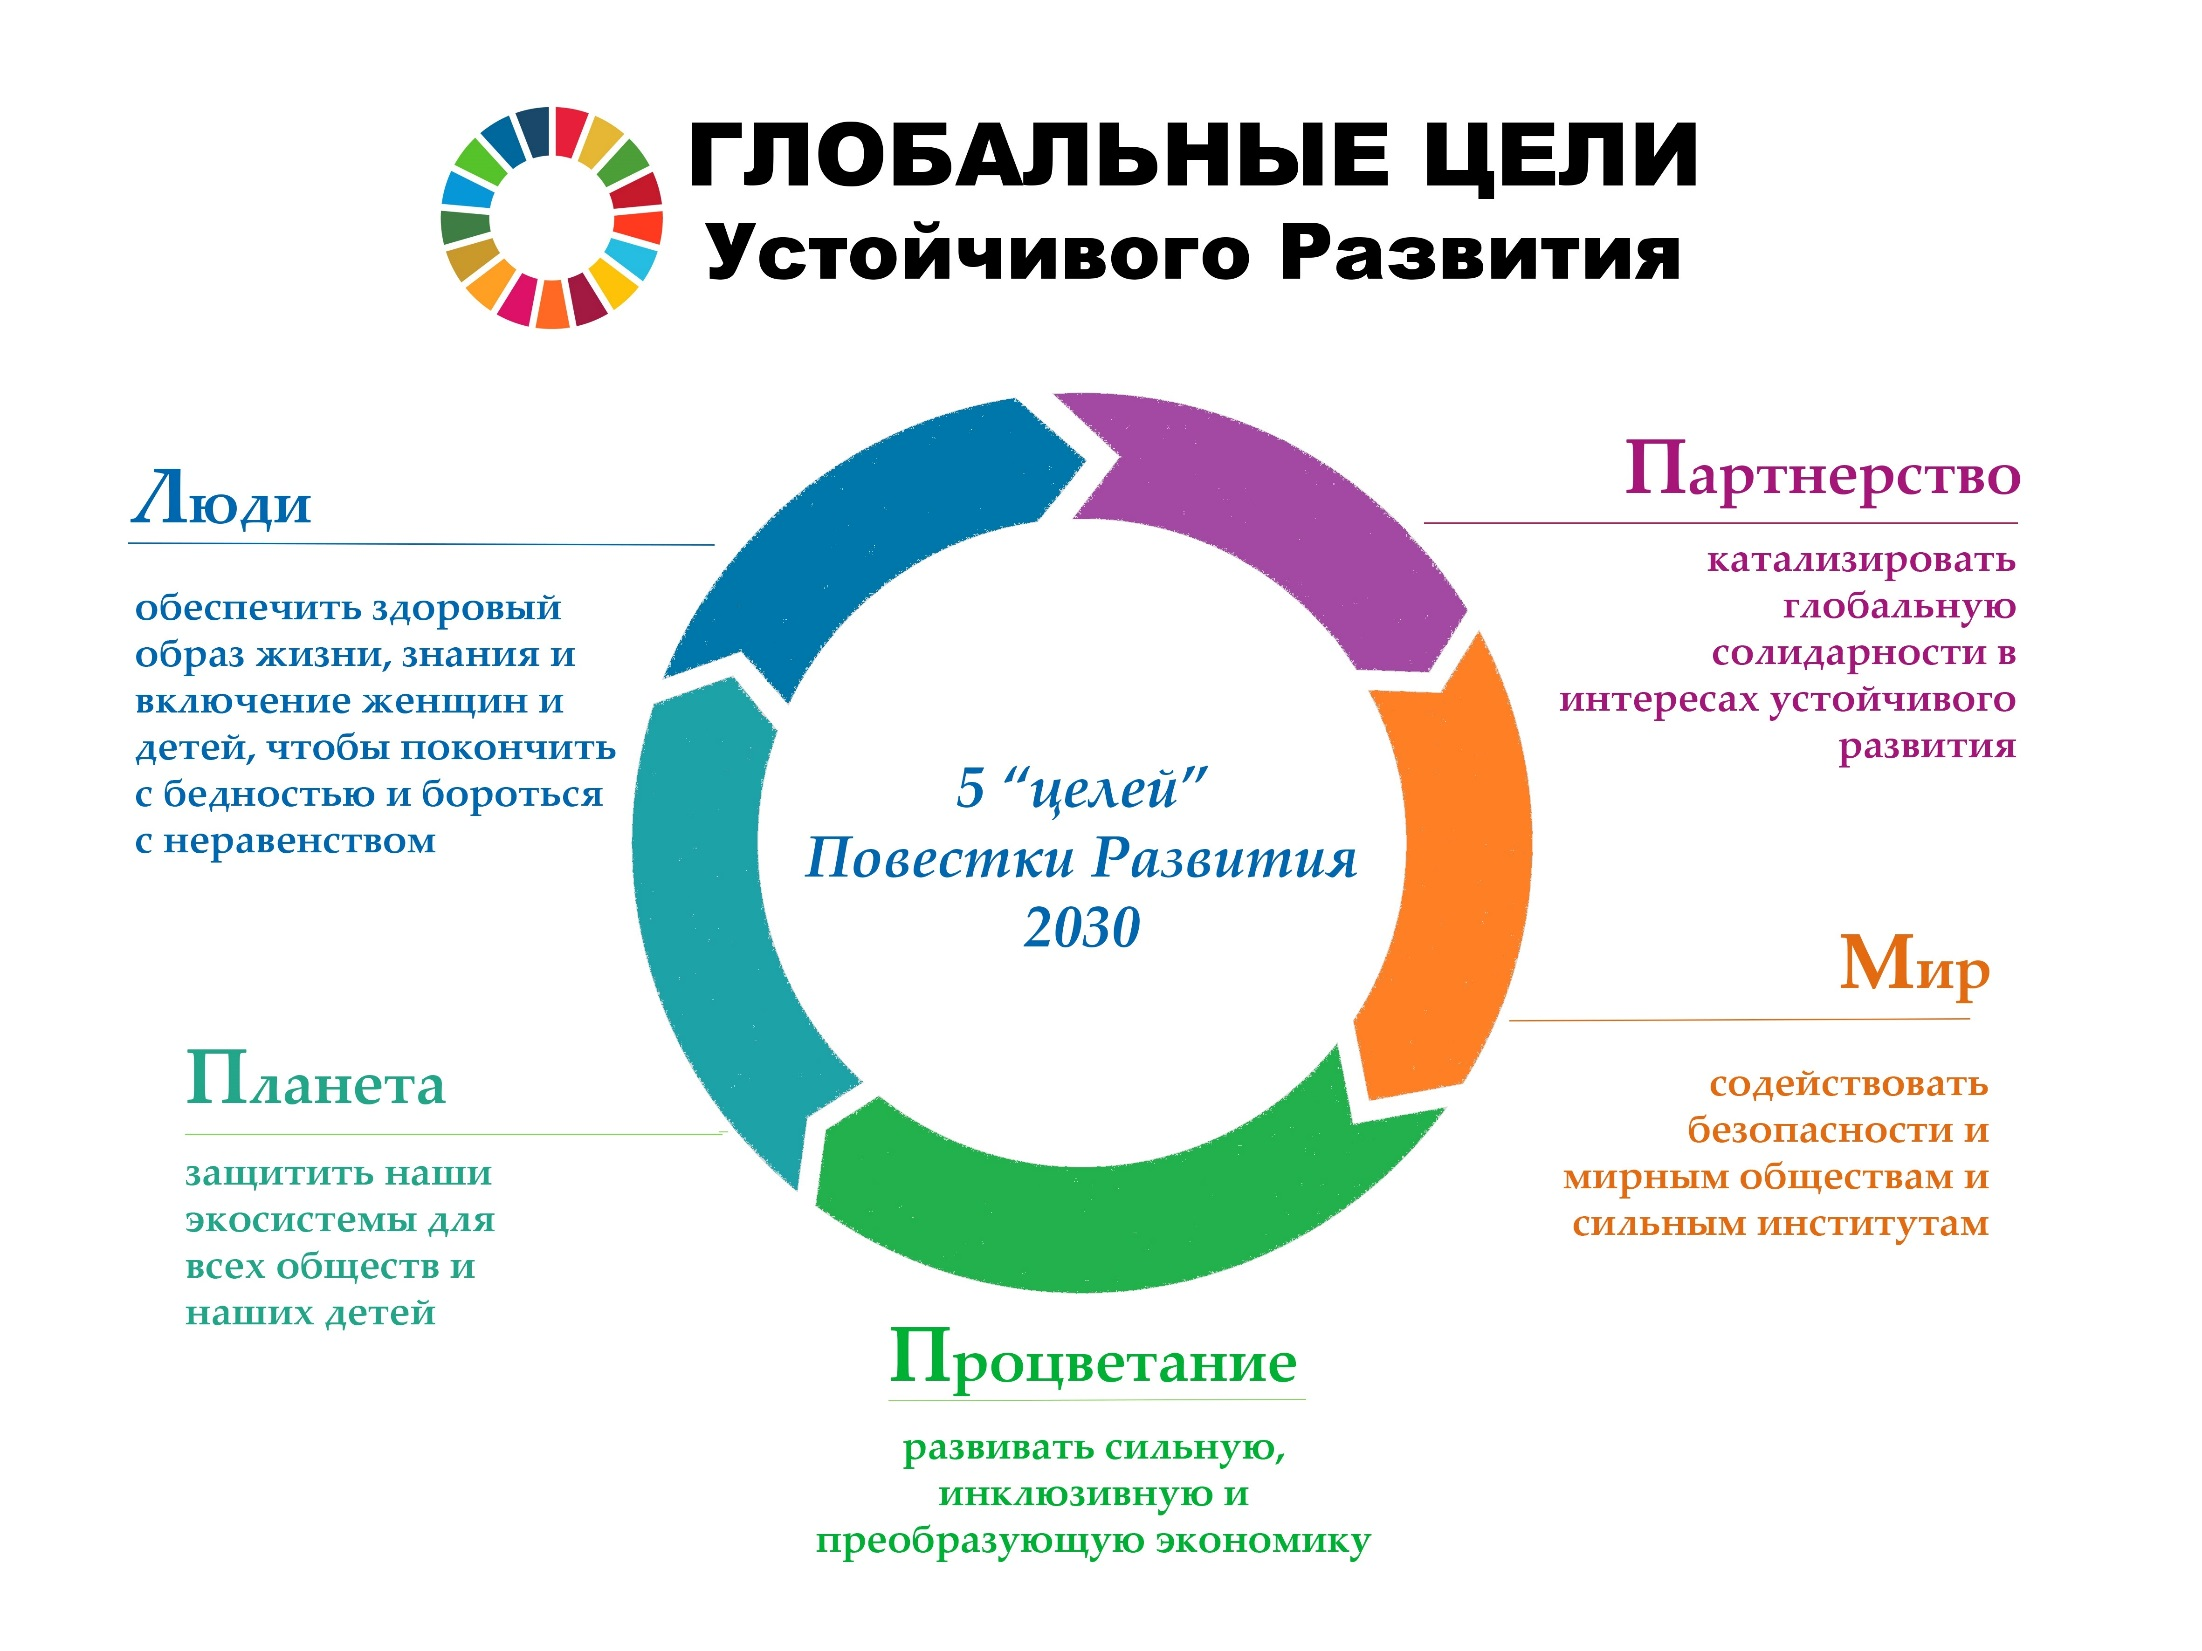 ГЛОБАЛЬНЫЕ ЦЕЛИ
Устойчивого Развития
Люди
обеспечить здоровый
образ жизни, знания и
включение женщин и
детей, чтобы покончить
с бедностью и бороться
с неравенством
Партнерство
катализировать
глобальную
солидарности в
интересах устойчивого
развития
5 “целей”
Повестки Развития
2030
Мир
содействовать
безопасности и
мирным обществам и
сильным институтам
Планета
защитить наши
экосистемы для
всех обществ и
наших детей
Процветание
развивать сильную,
инклюзивную и
преобразующую экономику